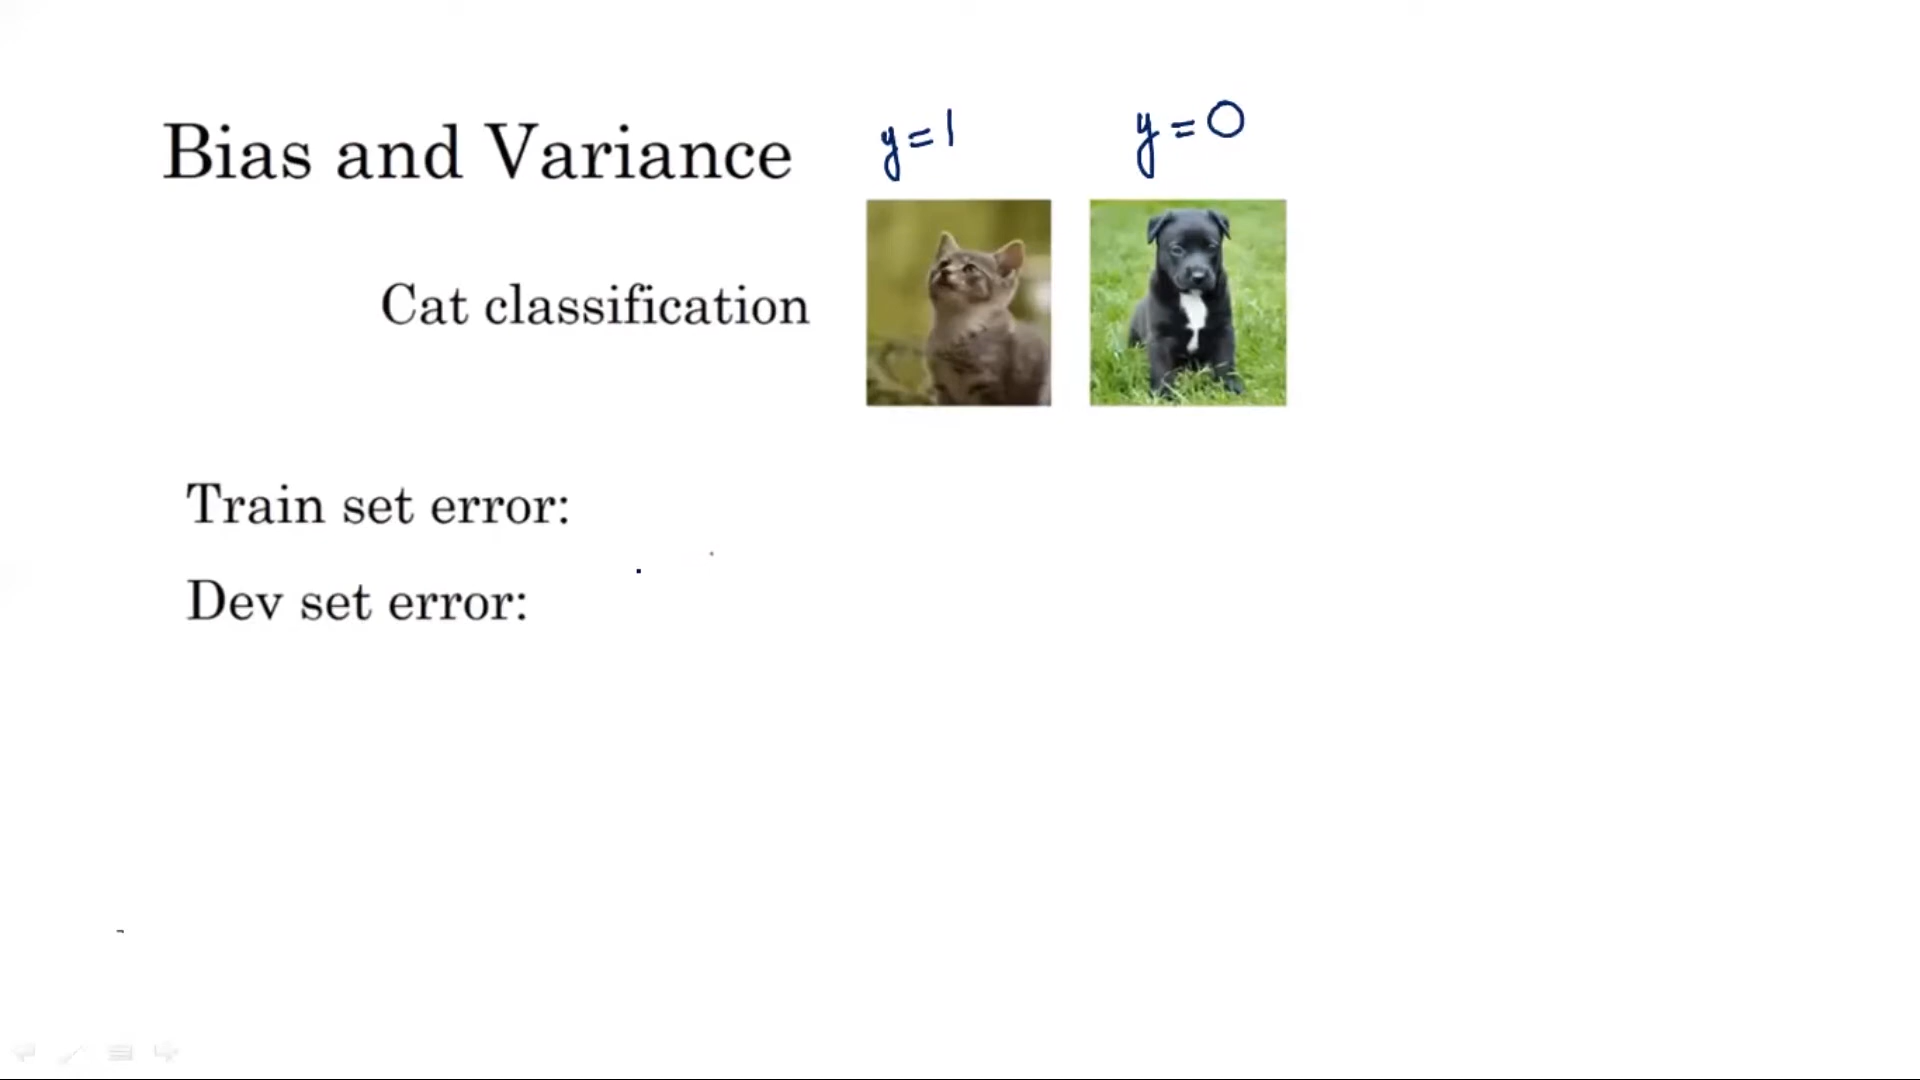 Bias and Variance
y=1
y=0
Cat classification
Train set error:
Dev set error: